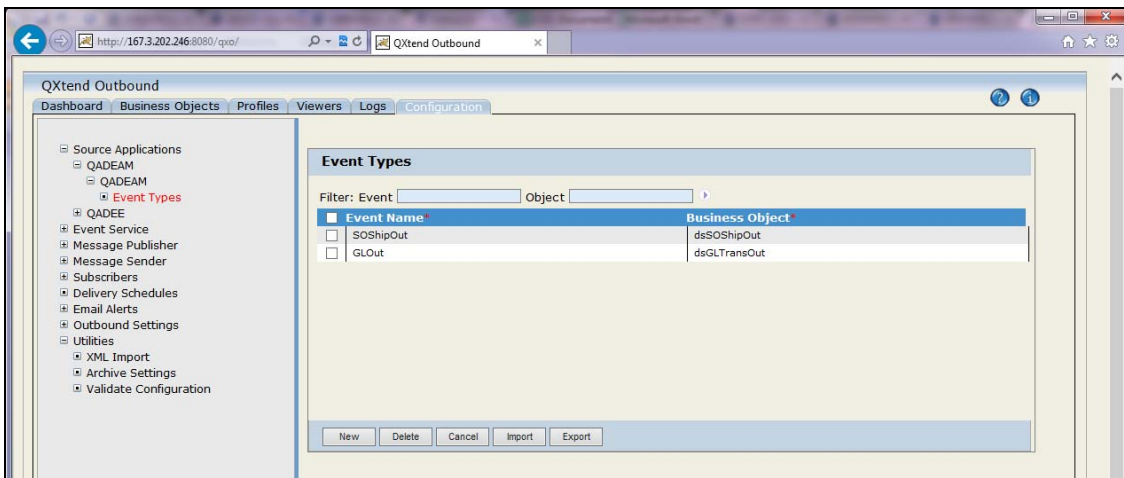 http://167.3.202.246:8080/qxo/
QXtend Outbound
QXtend Outbound
Dashboard Business Objects Profiles Viewers Logs Configuration
Source Applications
QADEAM
QADEAM
Event Types
QADEE
Event Service
Message Publisher
Message Sender
Subscribers
Delivery Schedules
Email Alerts
Outbound Settings
Utilities
XML Import
Archive Settings
Validate Configuration
Event Types
Filter: Event Object
Event Name* Business Object*
SOShipOut dsSOShipOut
GLOut dsGLTransOut
New Delete Cancel Import Export